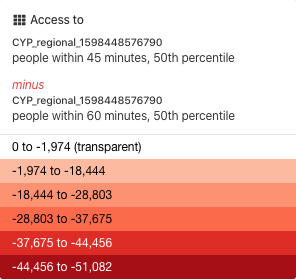 Access to
CYP_regional_1598448576790
people within 45 minutes, 50th percentile
minus
CYP_regional_1598448576790
people within 60 minutes, 50th percentile
0 to -1,974 (transparent)
-1,974 to -18,444
-18,444 to -28,803
-28,803 to -37,675
-37,675 to -44,456
-44,456 to -51,082